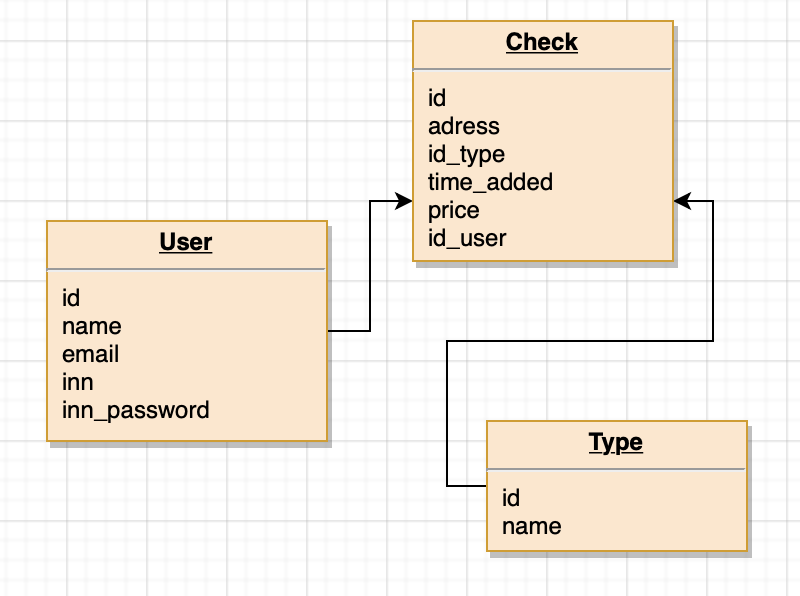 Check
id
adress
id_type
time_added
price
id_user
User
id
name
email
inn
inn_password
Type
id
name